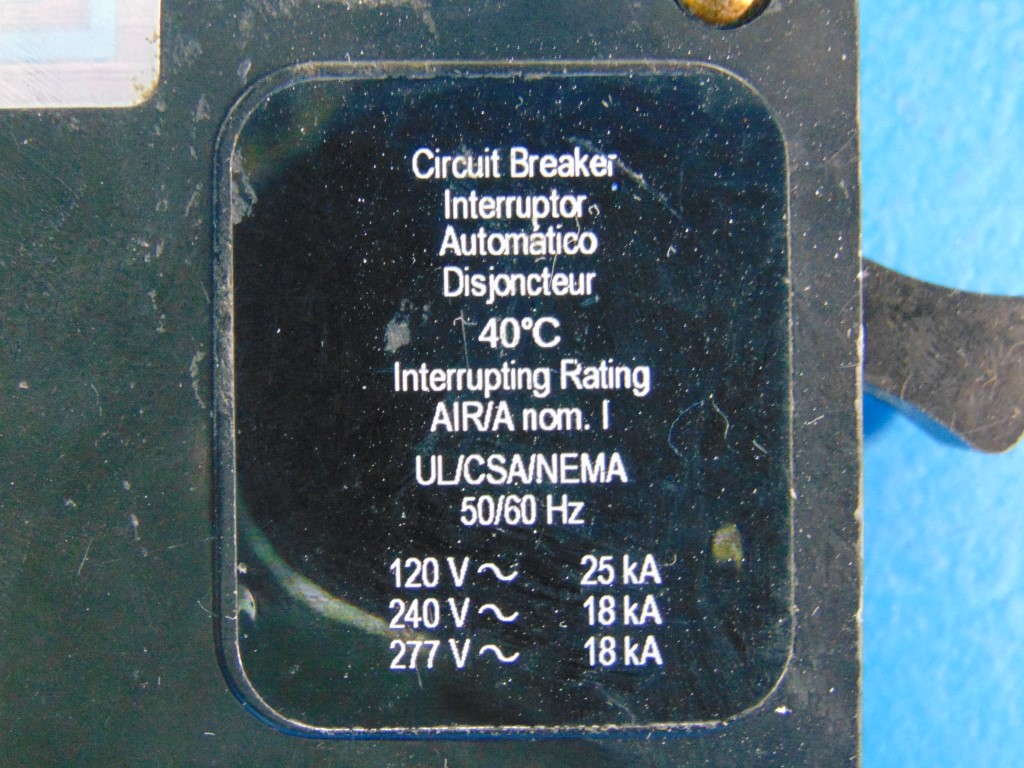 Circuit Breaker
Interruptor
Automático
Disjoncteur
40°C
Interrupting Rating
AIR/A nom. I
UL/CSA/NEMA
50/60 Hz
120 V ～ 25 kA
240 V ～ 18 kA
277 V ～ 18 kA